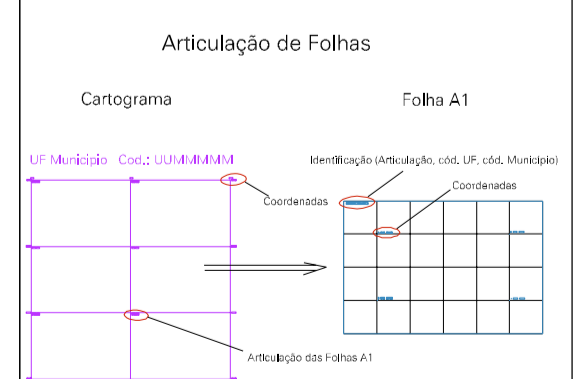 Articulação de Folhas
Cartograma
Folha A1
UF Municipio Cod.: UUMMMMM
Identificação (Articulação, cód. UF, cód. Municipio)
Coordenadas
Coordenadas
Articulação das Folhas A1